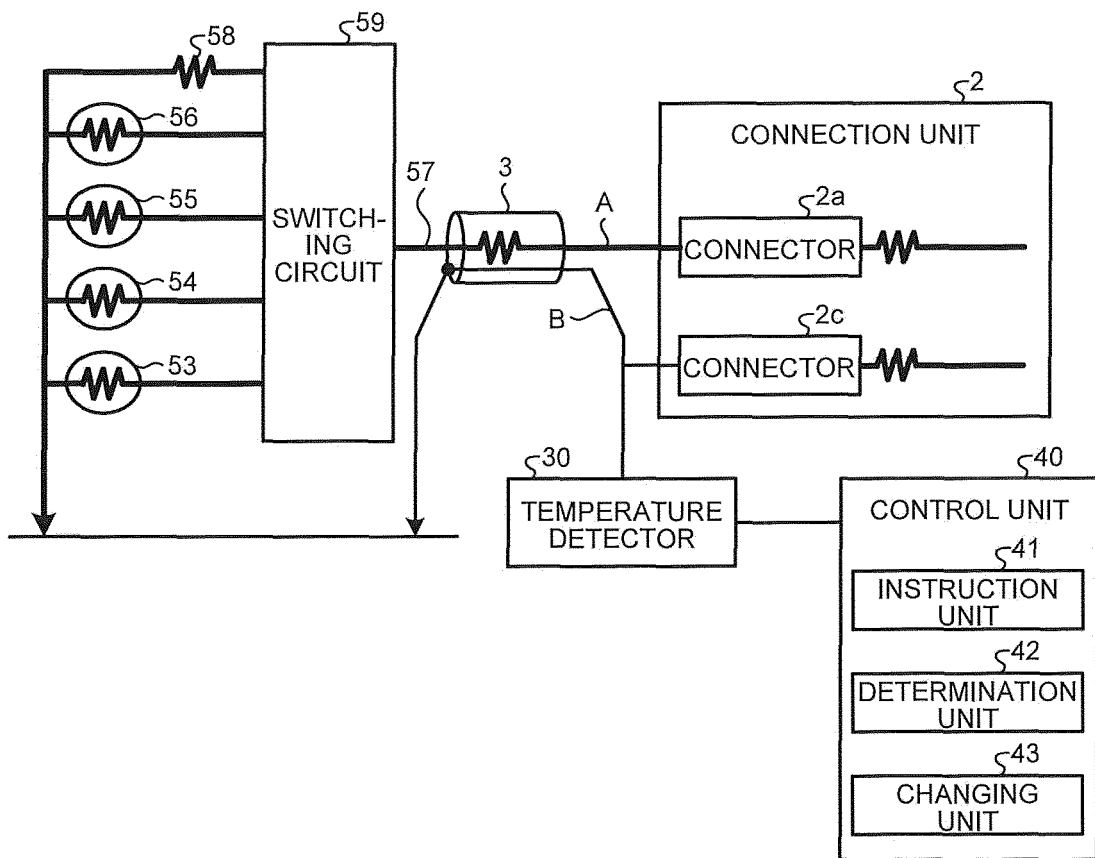 59
58
2
CONNECTION UNIT
56
57
3
A
2a
CONNECTOR
55
SWITCH-
ING
CIRCUIT
54
B
2c
CONNECTOR
53
30
TEMPERATURE
DETECTOR
40
CONTROL UNIT
41
INSTRUCTION
UNIT
42
DETERMINATION
UNIT
43
CHANGING
UNIT